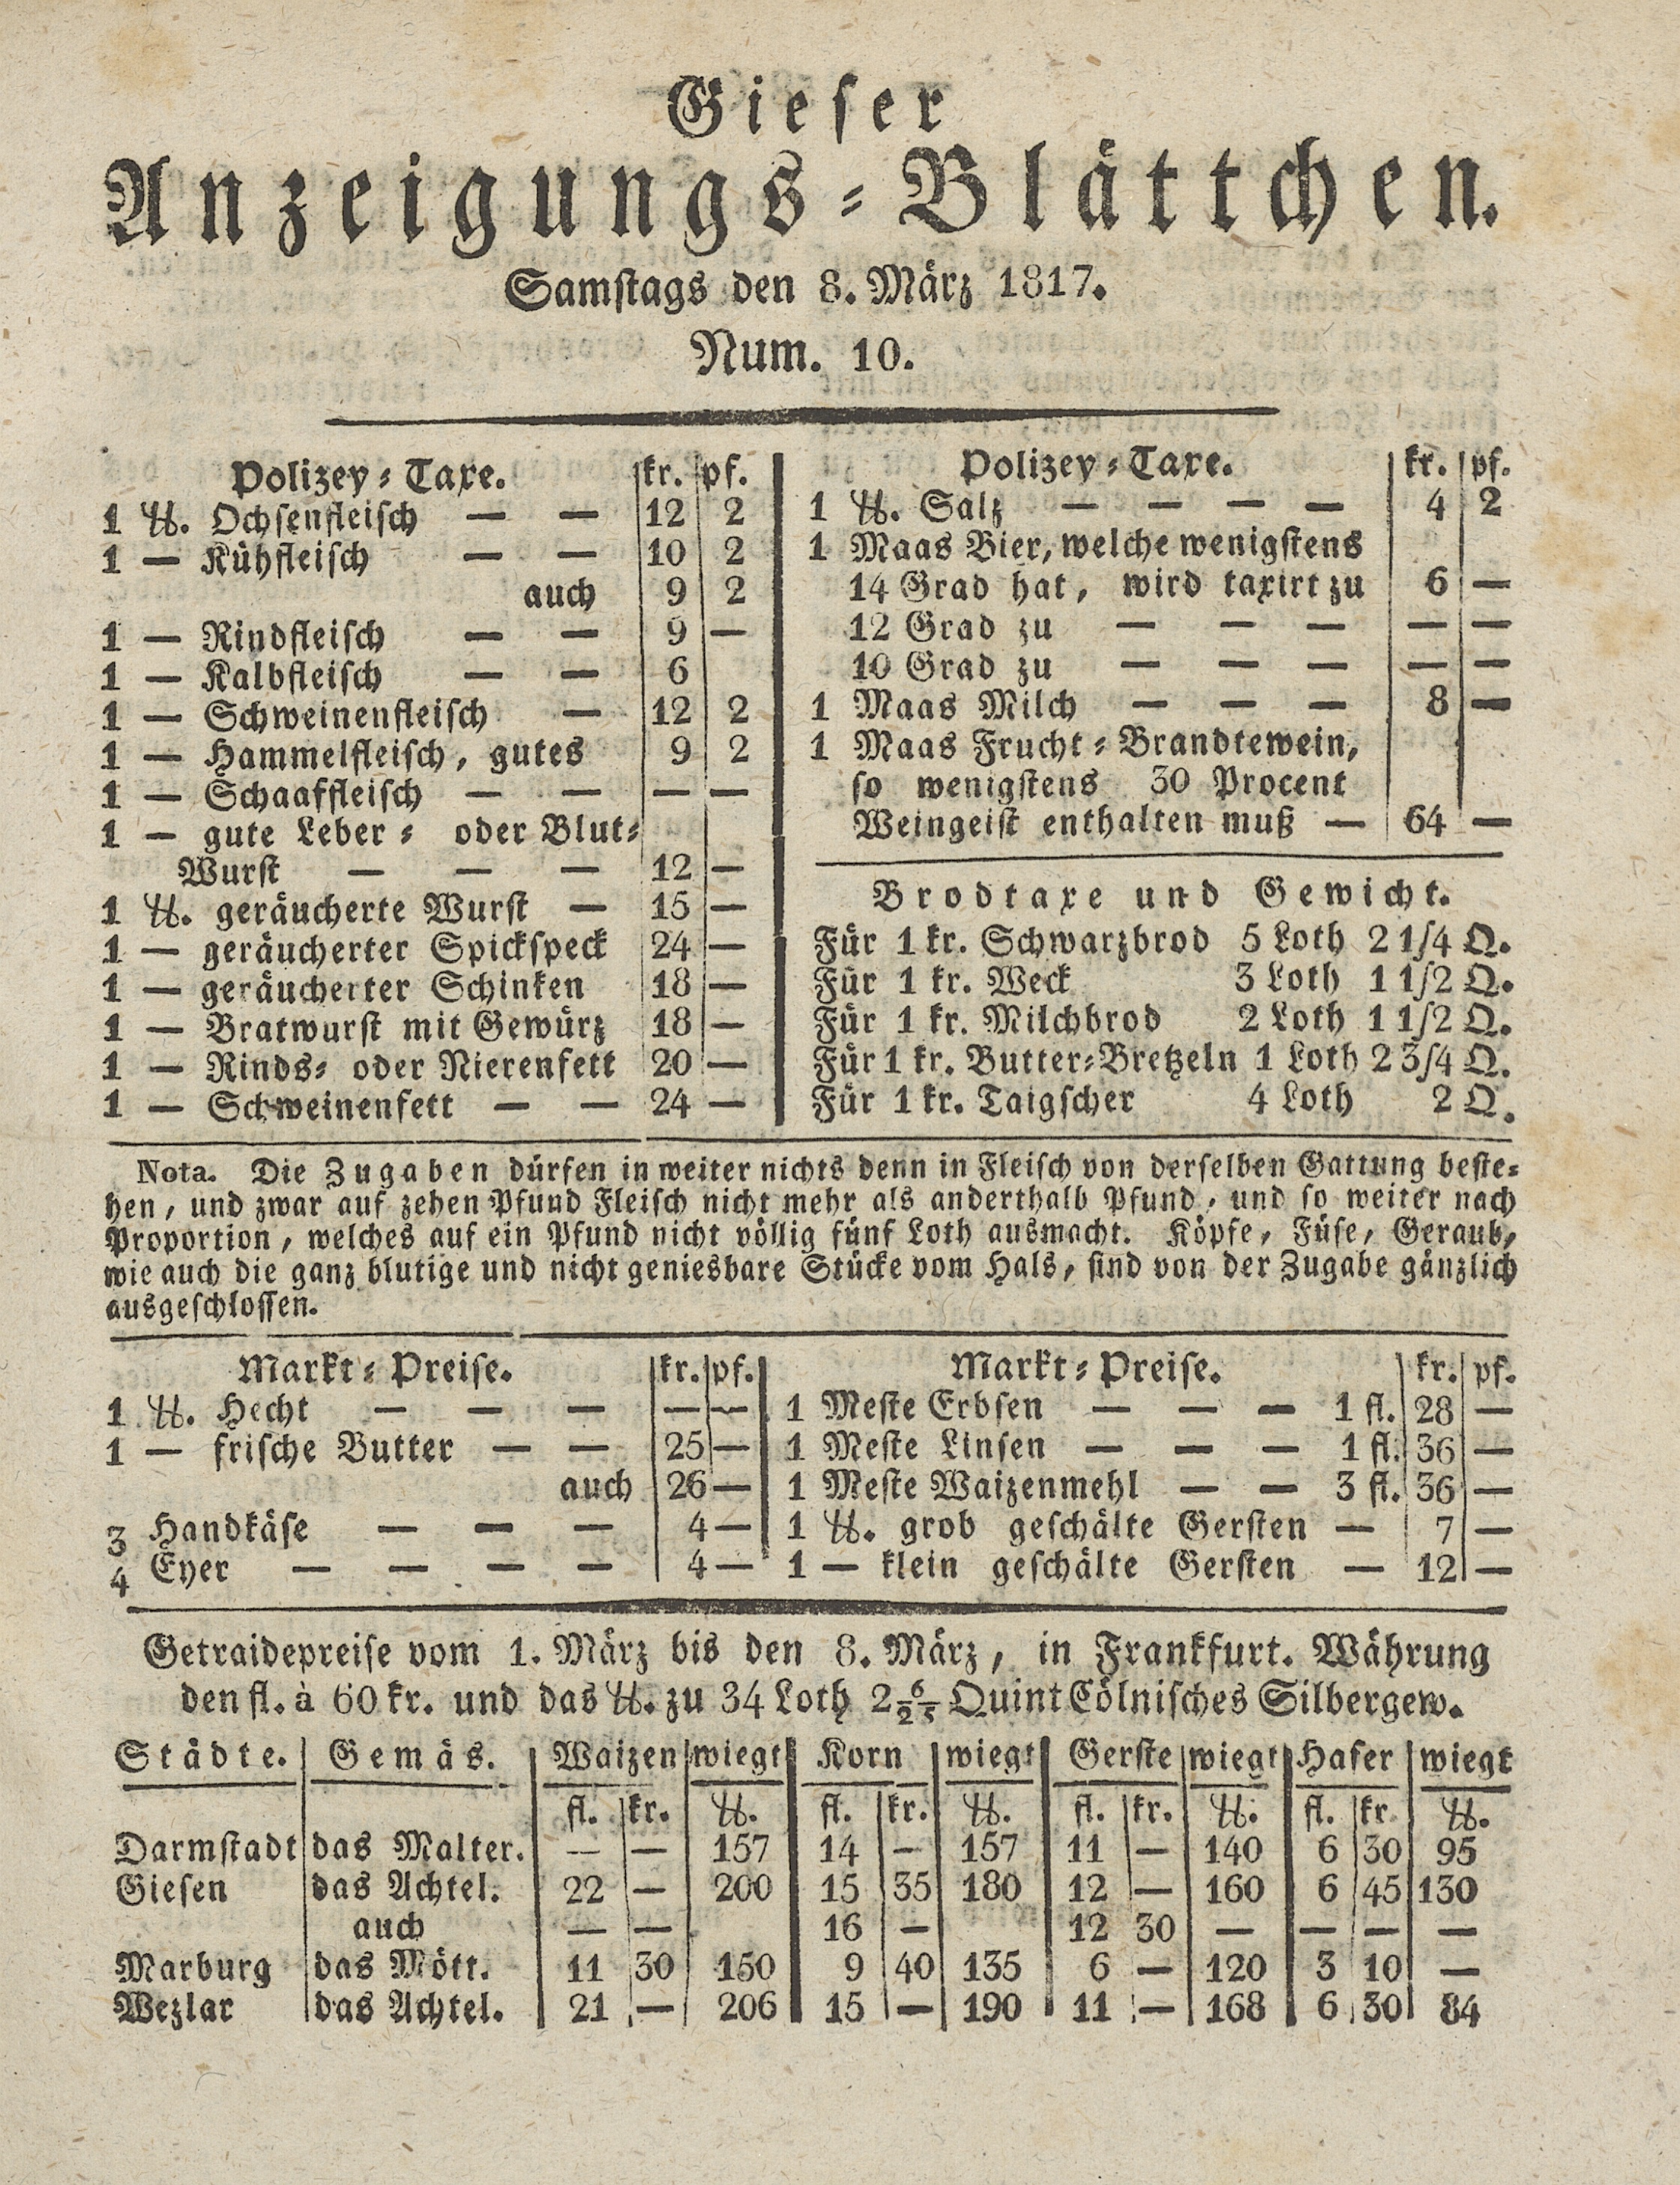 Gieser
Anzeigungs-Blättchen.
Samstags den 8. März 1817.
Num. 10.
Polizey-Taxe. kr. pf.
1 ℔. Ochsenfleisch — — 12 2
1 — Kühfleisch — — 10 2
auch 9 2
1 — Rindfleisch — — 9 —
1 — Kalbfleisch — — 6
1 — Schweinenfleisch — 12 2
1 — Hammelfleisch, gutes 9 2
1 — Schaaffleisch — — — —
1 — gute Leber- oder Blut-
Wurst — — — 12 —
1 ℔. geräucherte Wurst — 15 —
1 — geräucherter Spickspeck 24 —
1 — geräucherter Schinken 18 —
1 — Bratwurst mit Gewürz 18 —
1 — Rinds- oder Nierenfett 20 —
1 — Schweinenfett — — 24 —
Polizey-Taxe. kr. pf.
1 ℔. Salz — — — — 4 2
1 Maas Bier, welche wenigstens
14 Grad hat, wird taxirt zu 6 —
12 Grad zu — — — — —
10 Grad zu — — — — —
1 Maas Milch — — — 8 —
1 Maas Frucht-Brandtewein,
so wenigstens 30 Procent
Weingeist enthalten muß — 64 —
Brodtaxe und Gewicht.
Für 1 kr. Schwarzbrod 5 Loth 2 1/4 Q.
Für 1 kr. Weck 3 Loth 1 1/2 Q.
Für 1 kr. Milchbrod 2 Loth 1 1/2 Q.
Für 1 kr. Butter-Bretzeln 1 Loth 2 3/4 Q.
Für 1 kr. Taigscher 4 Loth 2 Q.
Nota. Die Zugaben dürfen in weiter nichts denn in Fleisch von derselben Gattung beste-
hen, und zwar auf zehen Pfund Fleisch nicht mehr als anderthalb Pfund, und so weiter nach
Proportion, welches auf ein Pfund nicht völlig fünf Loth ausmacht. Köpfe, Füse, Geraub,
wie auch die ganz blutige und nicht geniesbare Stücke vom Hals, sind von der Zugabe gänzlich
ausgeschlossen.
Markt-Preise. kr. pf.
1 ℔. Hecht — — — — —
1 — frische Butter — — 25 —
auch 26 —
3 Handkäse — — — 4 —
4 Eyer — — — — 4 —
Markt-Preise. kr. pf.
1 Meste Erbsen — — — 1 fl. 28 —
1 Meste Linsen — — — 1 fl. 36 —
1 Meste Waizenmehl — — 3 fl. 36 —
1 ℔. grob geschälte Gersten — 7 —
1 — klein geschälte Gersten — 12 —
Getraidepreise vom 1. März bis den 8. März, in Frankfurt. Währung
den fl. à 60 kr. und das ℔. zu 34 Loth 2 6/25 Quint Cölnisches Silbergew.
Städte. Gemäs. Waizen wiegt Korn wiegt Gerste wiegt Hafer wiegt
fl. kr. ℔. fl. kr. ℔. fl. kr. ℔. fl. kr ℔.
Darmstadt das Malter. — — 157 14 — 157 11 — 140 6 30 95
Giesen das Achtel. 22 — 200 15 35 180 12 — 160 6 45 130
auch — — 16 — 12 30 — — — —
Marburg das Mött. 11 30 150 9 40 135 6 — 120 3 10 —
Wezlar das Achtel. 21 — 206 15 — 190 11 — 168 6 30 84